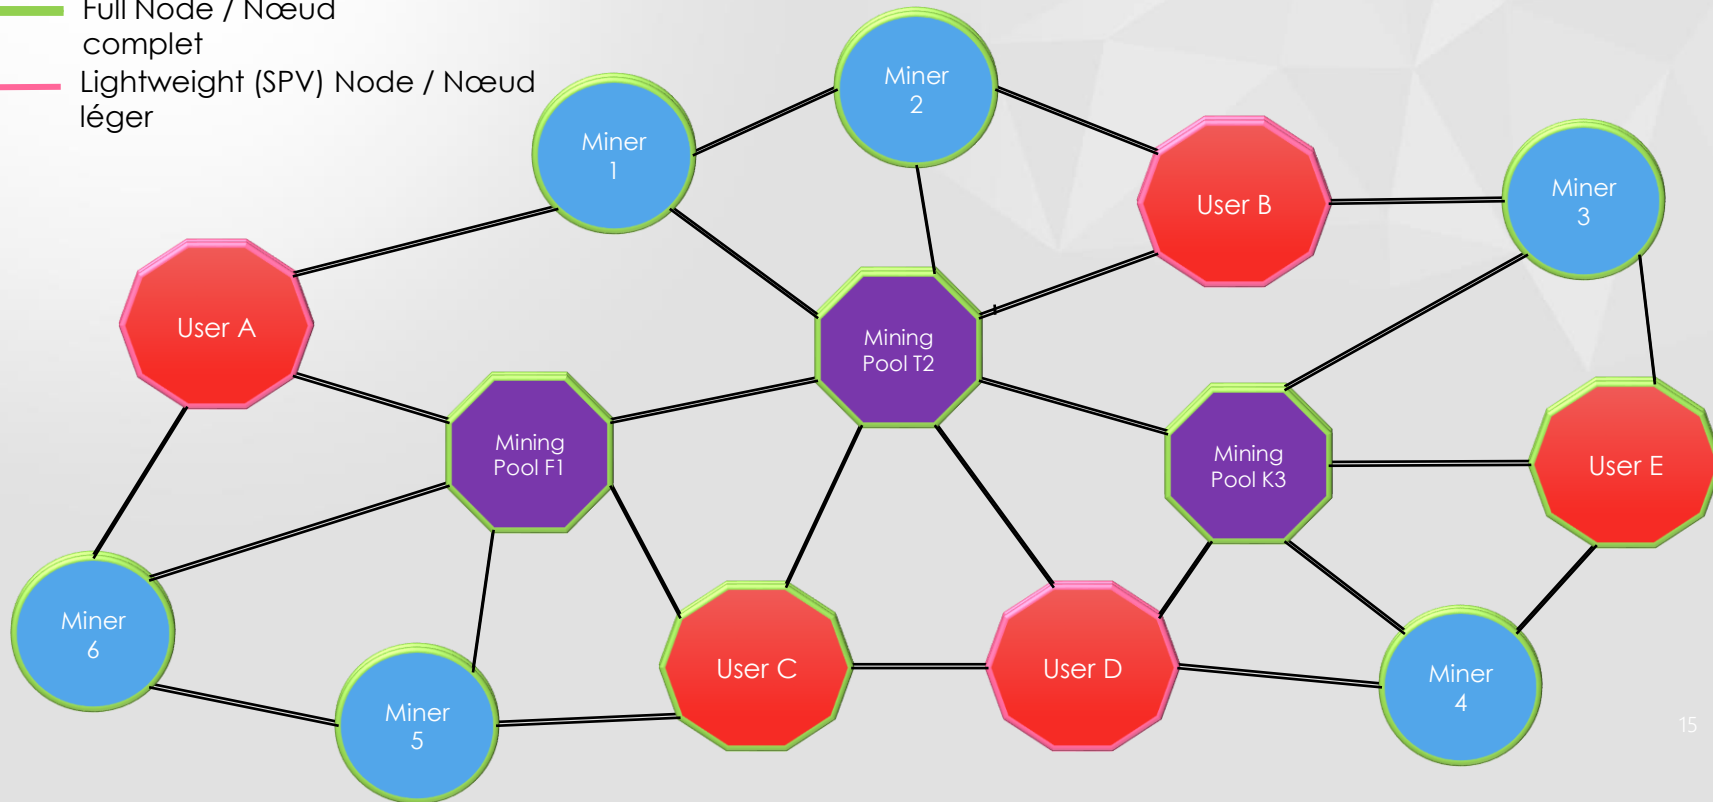 Full Node / Nœud
complet
Lightweight (SPV) Node / Nœud
léger
Miner
1
Miner
2
User B
Miner
3
User A
Mining
Pool T2
Mining
Pool F1
Mining
Pool K3
User E
Miner
6
Miner
5
User C
User D
Miner
4
15